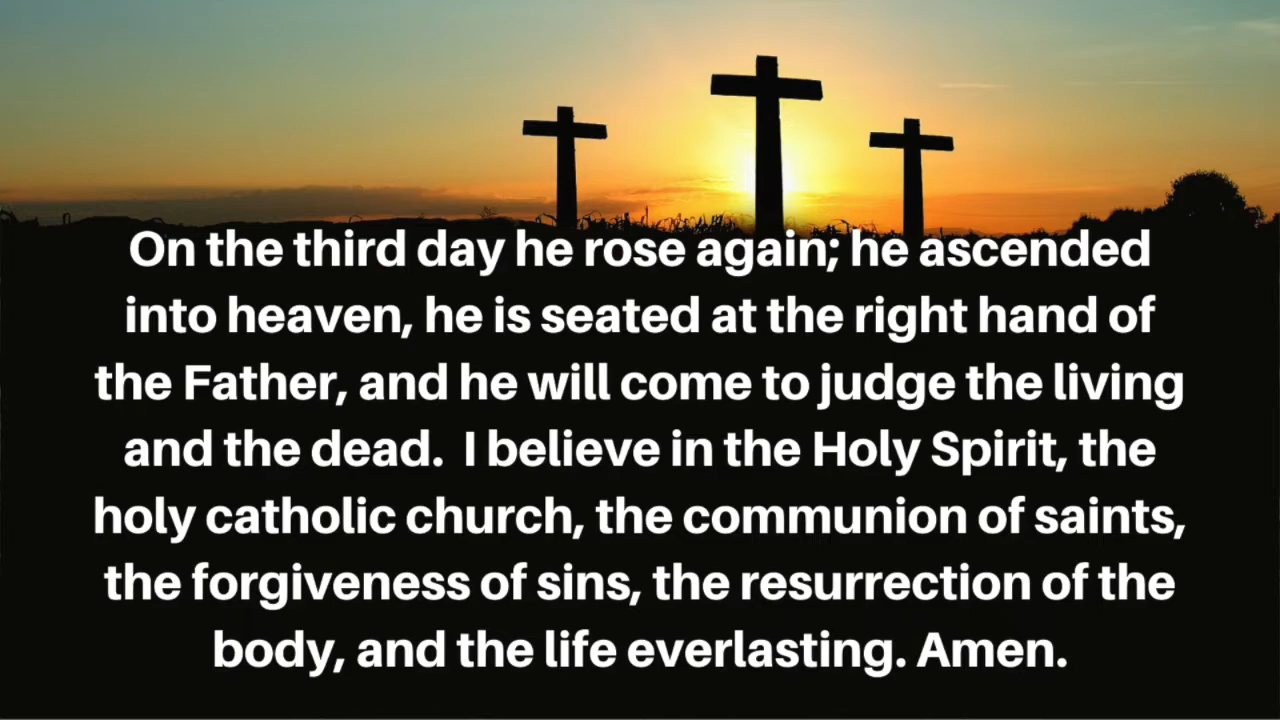 On the third day he rose again; he ascended
into heaven, he is seated at the right hand of
the Father, and he will come to judge the living
and the dead.  I believe in the Holy Spirit, the
holy catholic church, the communion of saints,
the forgiveness of sins, the resurrection of the
body, and the life everlasting. Amen.